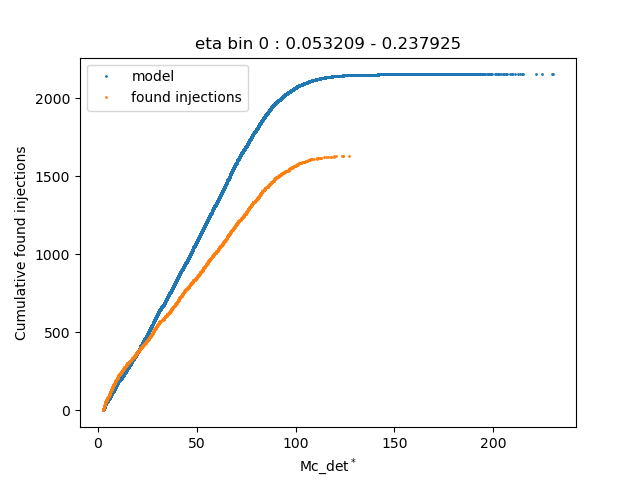 eta bin 0 : 0.053209 - 0.237925
model
found injections
Cumulative found injections
2000
1500
1000
500
0
0 50 100 150 200
Mc_det*